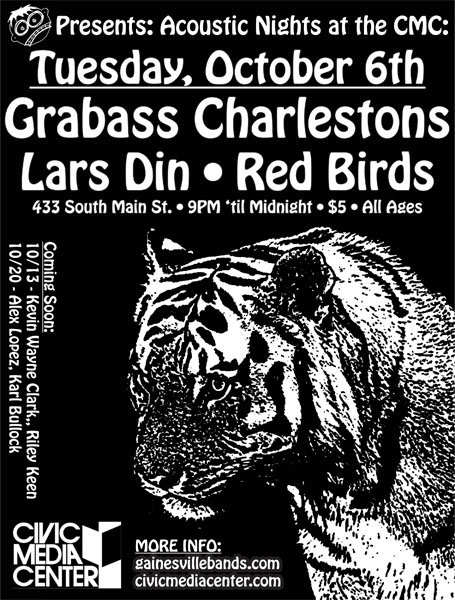 Presents: Acoustic Nights at the CMC:
Tuesday, October 6th
Grabass Charlestons
Lars Din • Red Birds
433 South Main St. • 9PM 'til Midnight • $5 • All Ages
Coming Soon:
10/13 - Kevin Wayne Clark,. Riley Keen
10/20 - Alex Lopez, Karl Bullock
CIVIC
MEDIA
CENTER
MORE INFO:
gainesvillebands.com
civicmediacenter.com